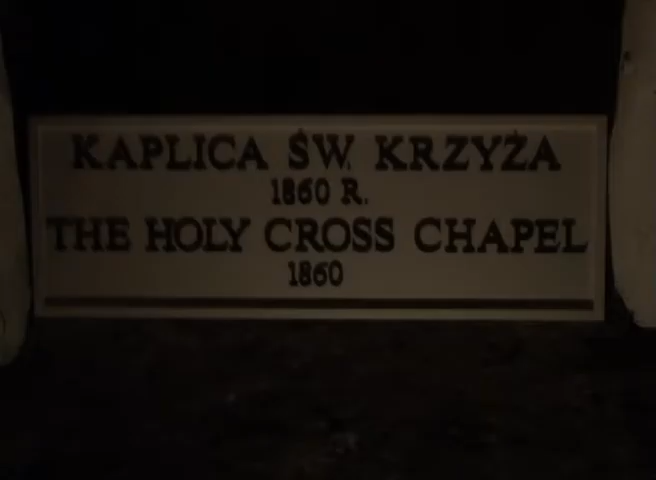 KAPLICA ŚW. KRZYŻA
1860 R.
THE HOLY CROSS CHAPEL
1860